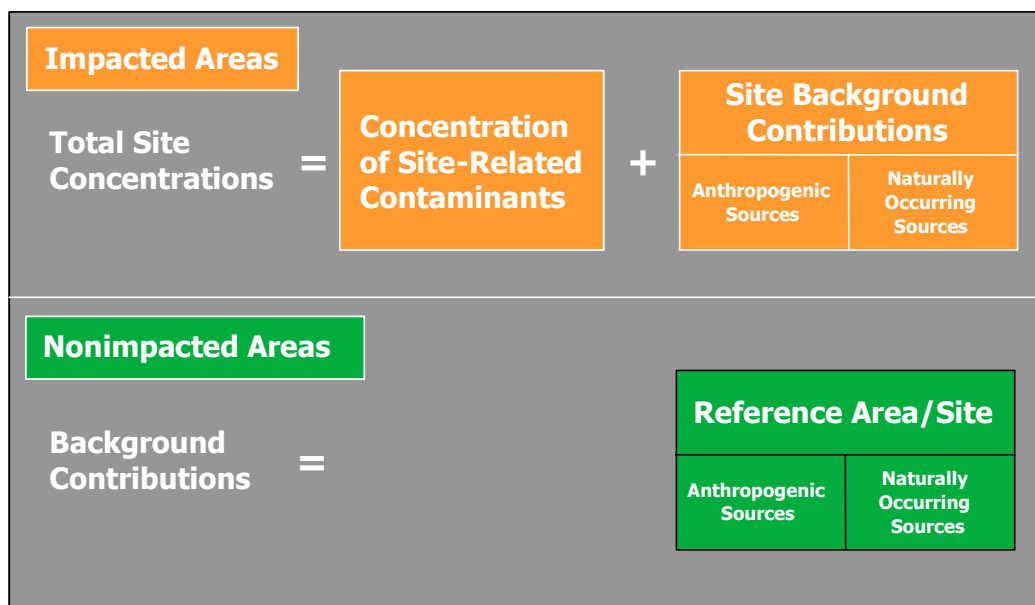 Impacted Areas
Total Site
Concentrations
=
Concentration
of Site-Related
Contaminants
+
Site Background
Contributions
Anthropogenic
Sources
Naturally
Occurring
Sources
Nonimpacted Areas
Background
Contributions
=
Reference Area/Site
Anthropogenic
Sources
Naturally
Occurring
Sources